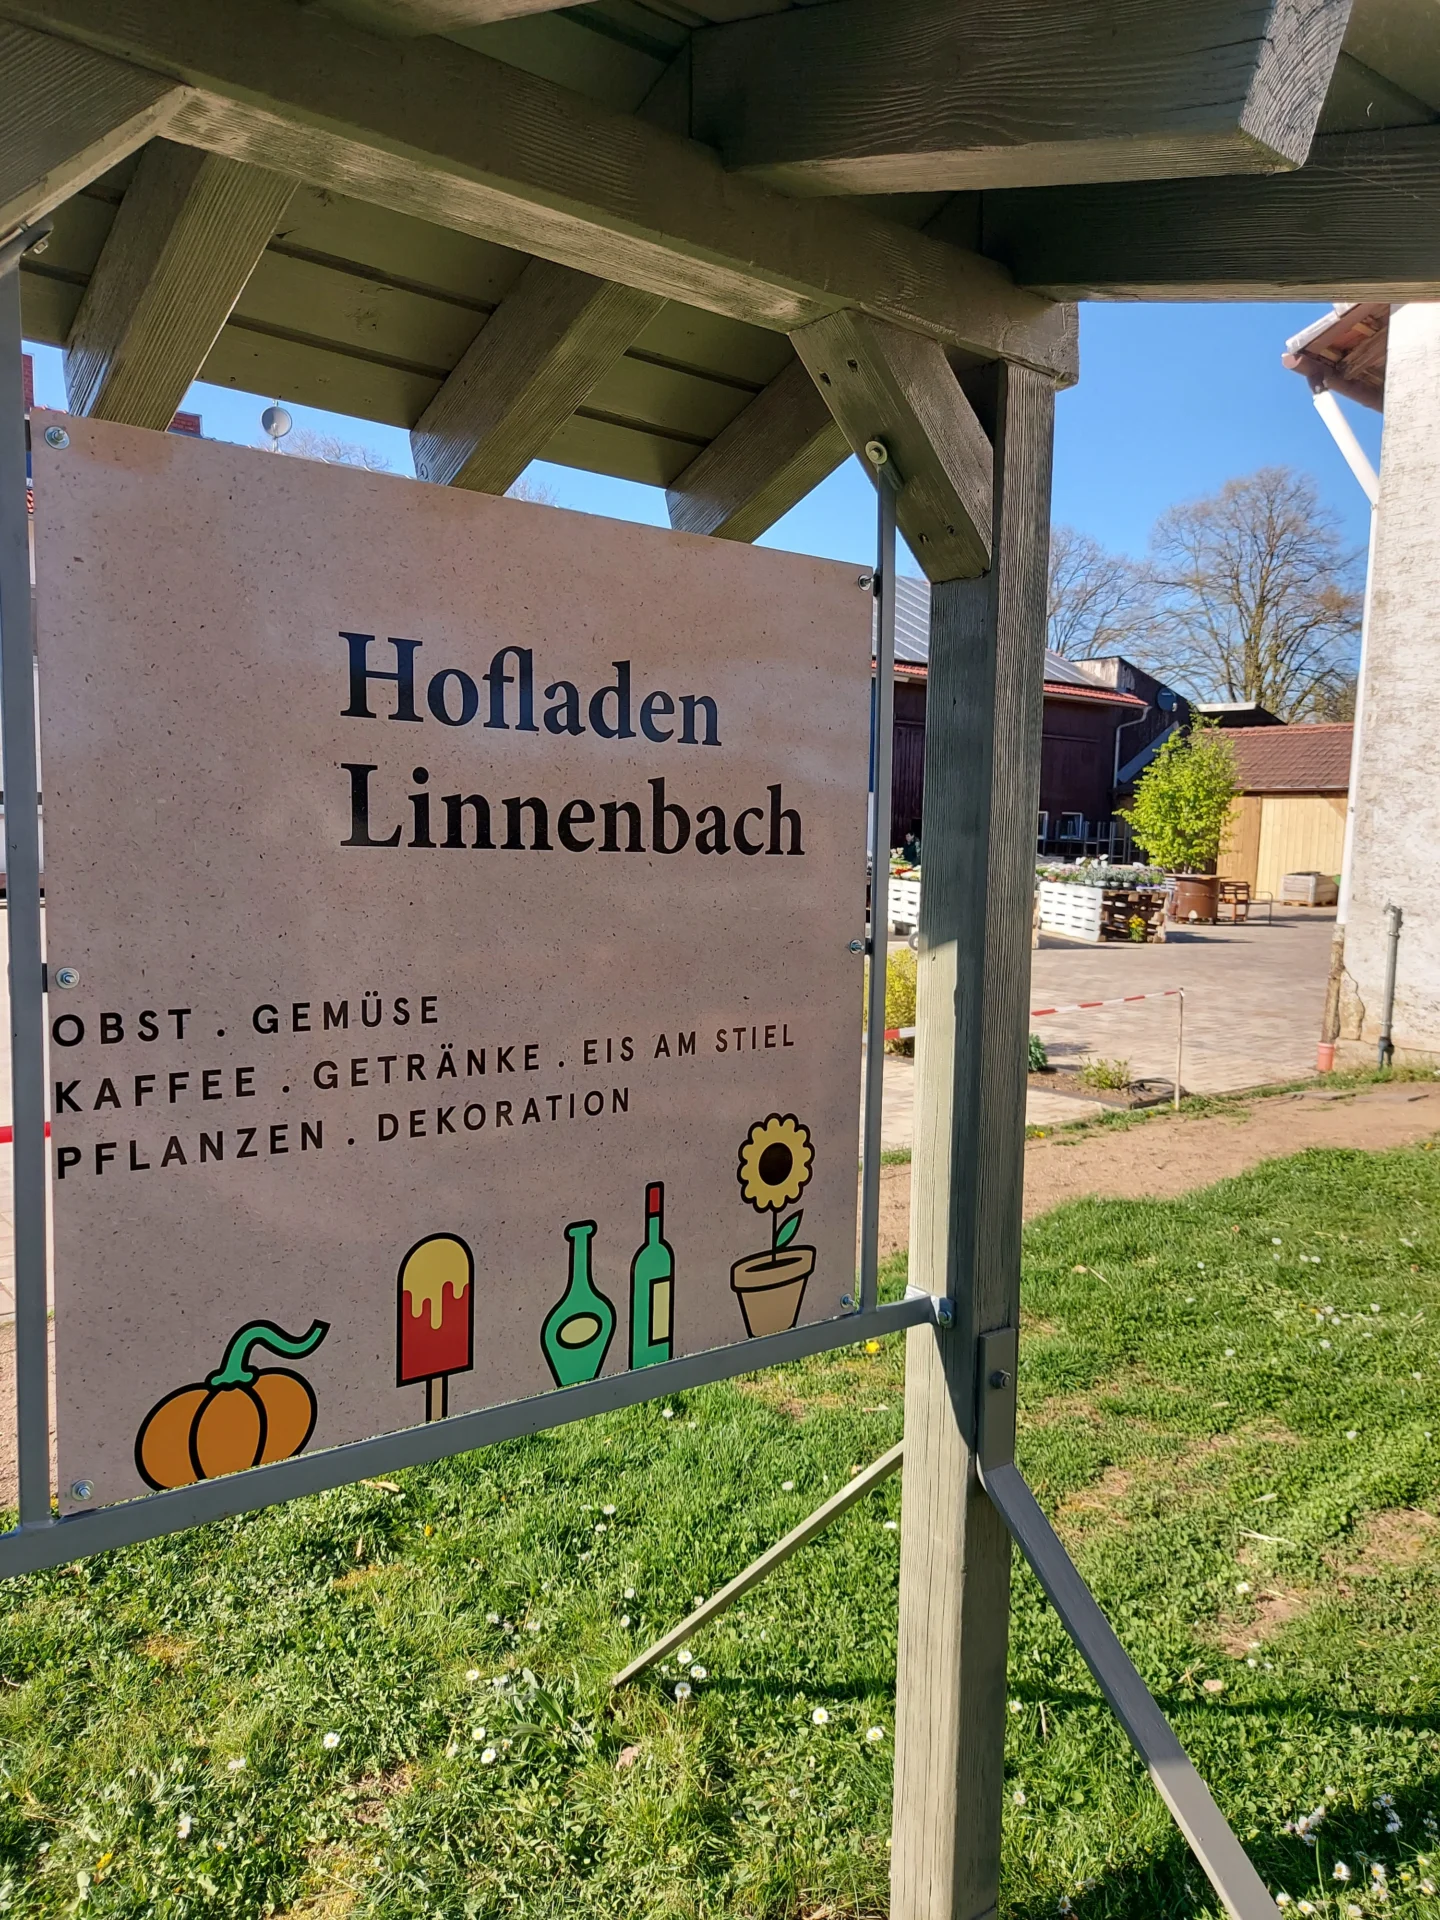 Hofladen
Linnenbach
OBST . GEMÜSE
KAFFEE . GETRÄNKE . EIS AM STIEL
PFLANZEN . DEKORATION